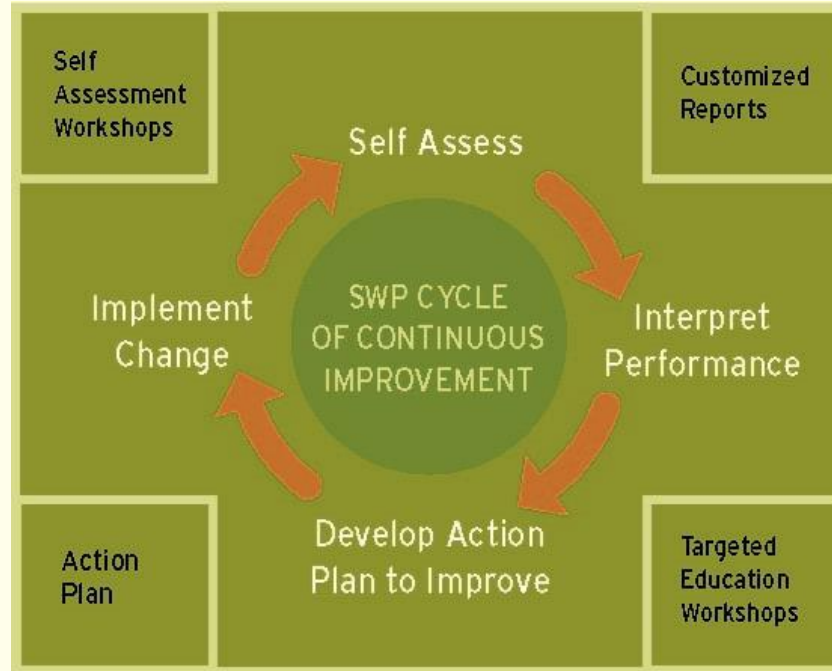 Self
Assessment
Workshops
Customized
Reports
Self Assess
Implement
Change
SWP CYCLE
OF CONTINUOUS
IMPROVEMENT
Interpret
Performance
Develop Action
Plan to Improve
Action
Plan
Targeted
Education
Workshops